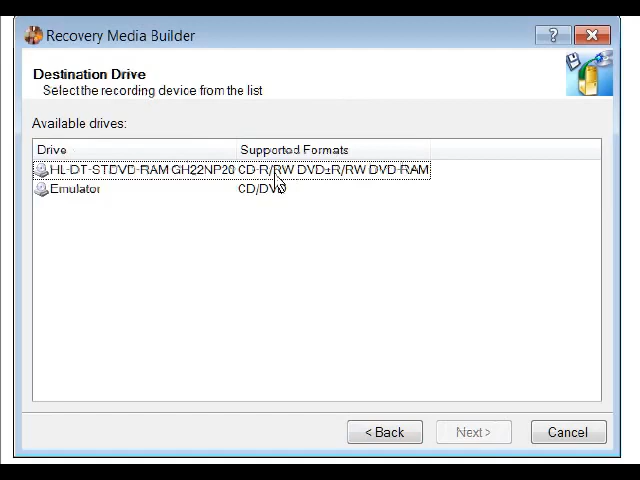 Recovery Media Builder
Destination Drive
Select the recording device from the list
Available drives:
Drive Supported Formats
HL-DT-STDVD-RAM GH22NP20 CD-R/RW DVD±R/RW DVD-RAM
Emulator CD/DVD
< Back Next > Cancel